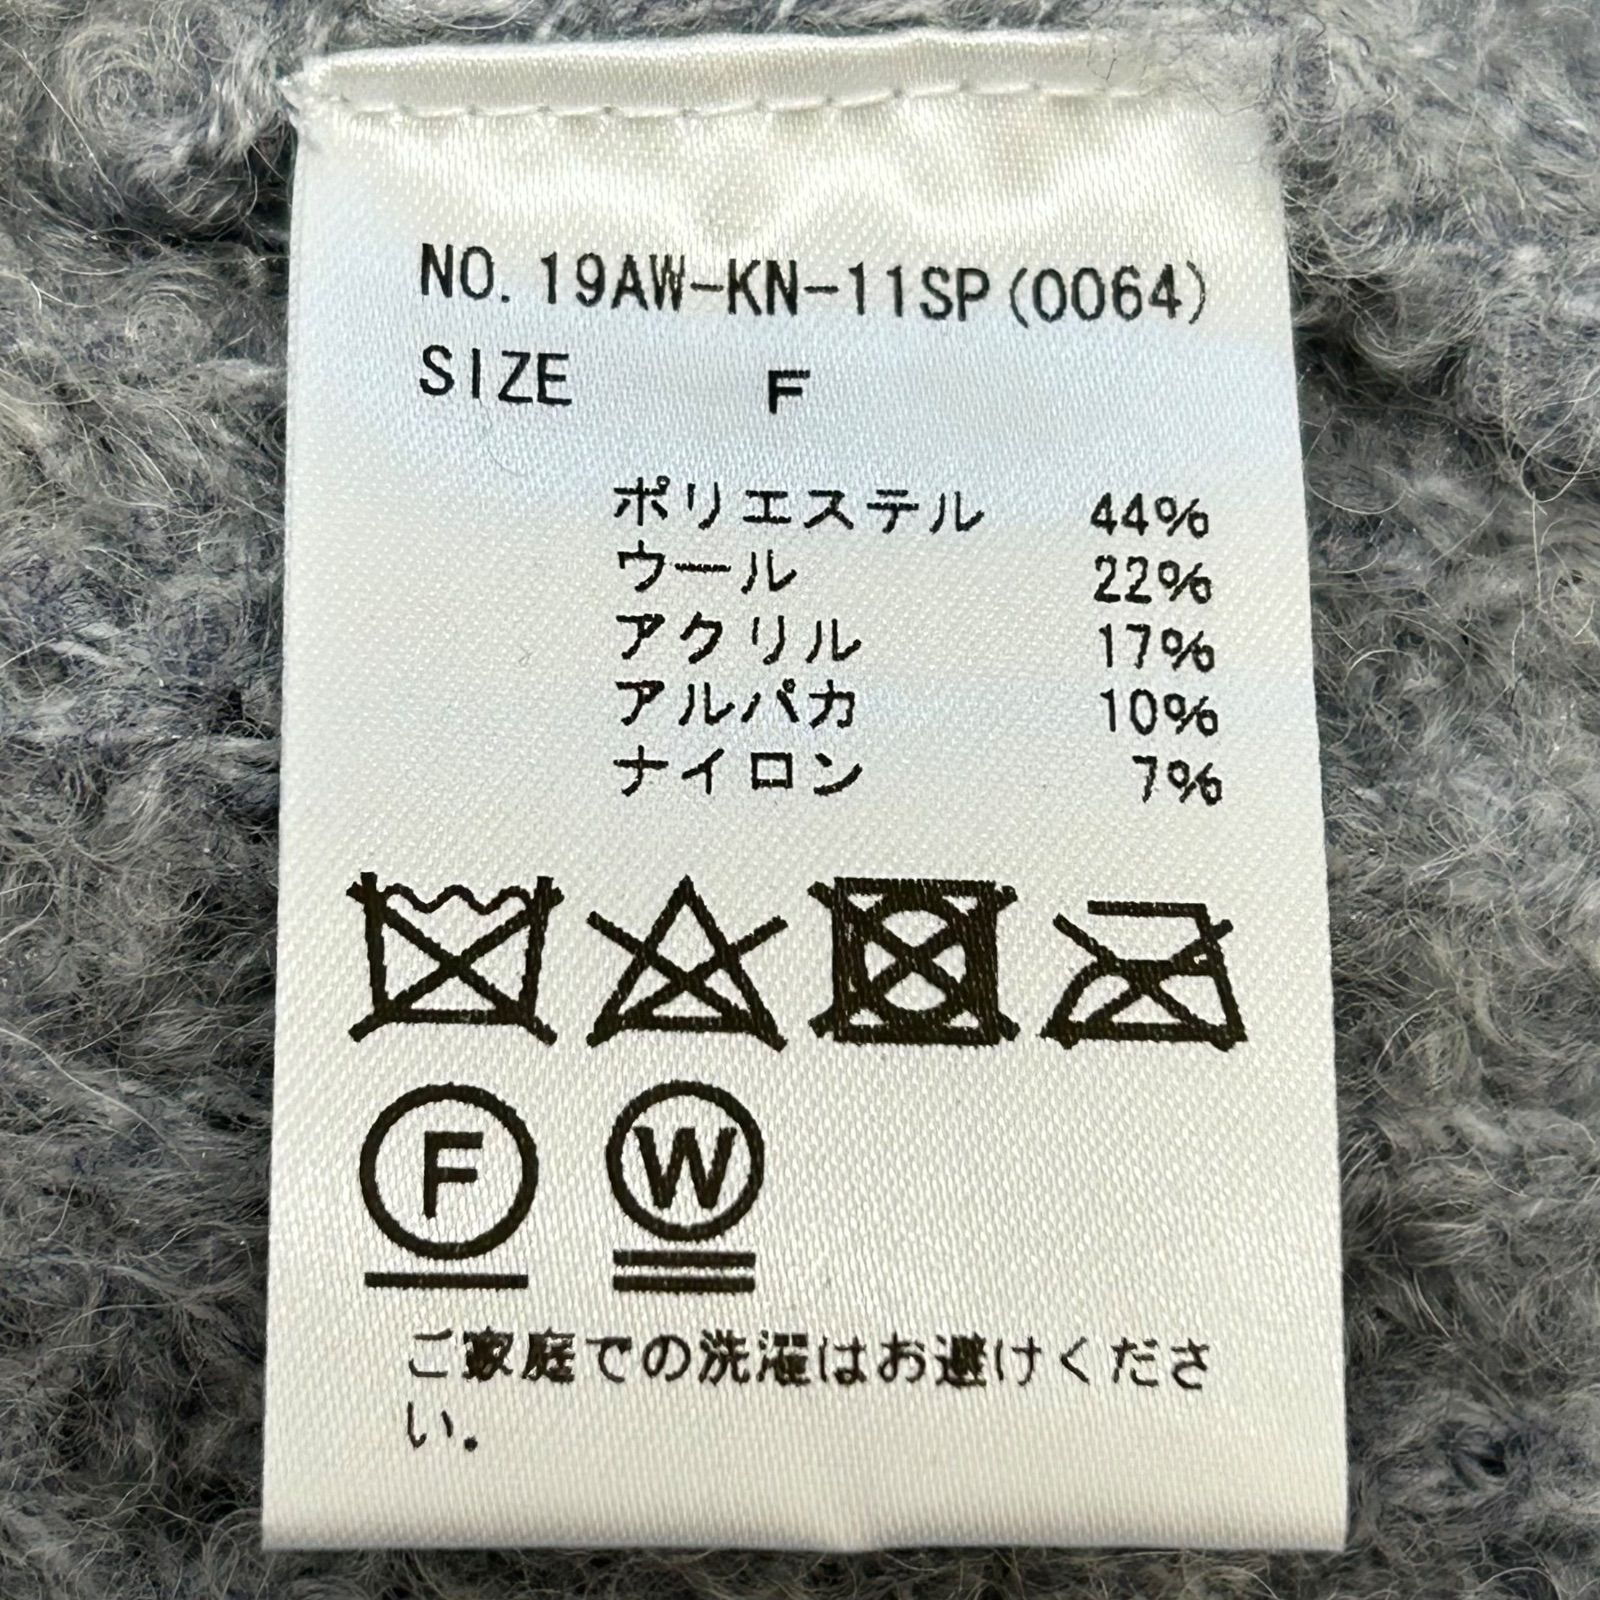 NO. 19AW-KN-11SP(0064)
SIZE F
ポリエステル 44%
ウール 22%
アクリル 17%
アルパカ 10%
ナイロン 7%
F W
ご家庭での洗濯はお避けくださ
い.